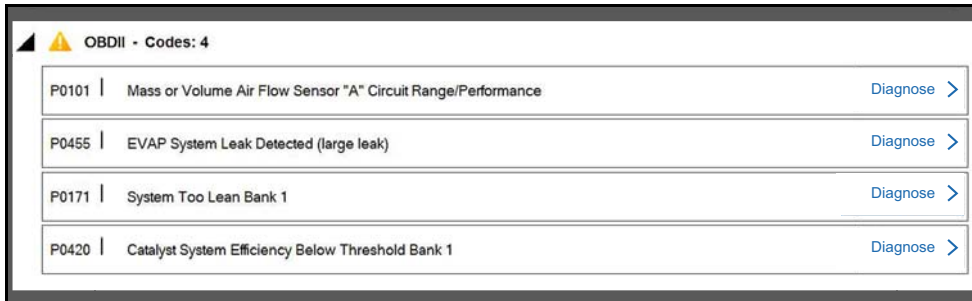 OBDII - Codes: 4
P0101 | Mass or Volume Air Flow Sensor "A" Circuit Range/Performance Diagnose
P0455 | EVAP System Leak Detected (large leak) Diagnose
P0171 | System Too Lean Bank 1 Diagnose
P0420 | Catalyst System Efficiency Below Threshold Bank 1 Diagnose